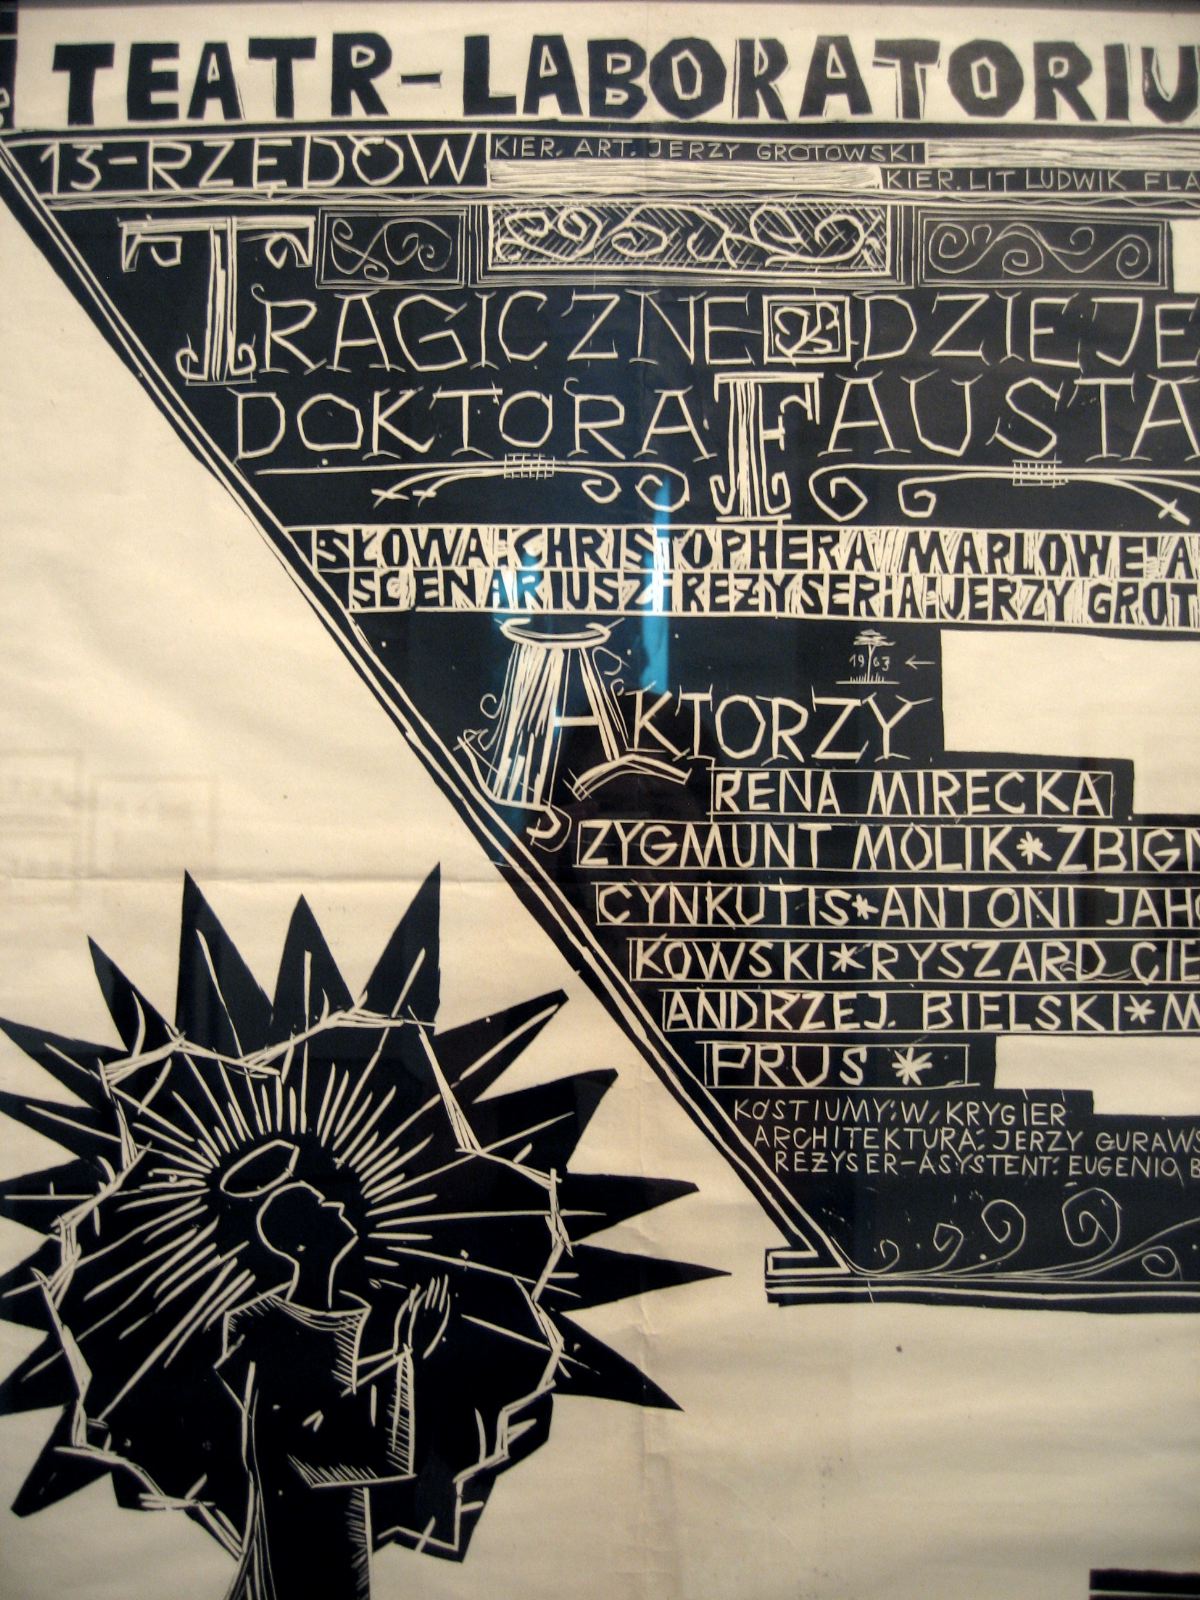 TEATR-LABORATORIU
13-RZĘDÓW KIER. ART. JERZY GROTOWSKI
KIER. LIT LUDWIK FLA
TRAGICZNE DZIEJE
DOKTORA FAUSTA
SŁOWA: CHRISTOPHERA MARLOWE'A
SCENARIUSZ I REŻYSERIA: JERZY GROT
1963 ←
AKTORZY
RENA MIRECKA
ZYGMUNT MOLIK * ZBIGN
CYNKUTIS * ANTONI JAHO
KOWSKI * RYSZARD CIE
ANDRZEJ BIELSKI * M
PRUS *
KOSTIUMY: W. KRYGIER
ARCHITEKTURA: JERZY GURAWS
REŻYSER-ASYSTENT: EUGENIO B